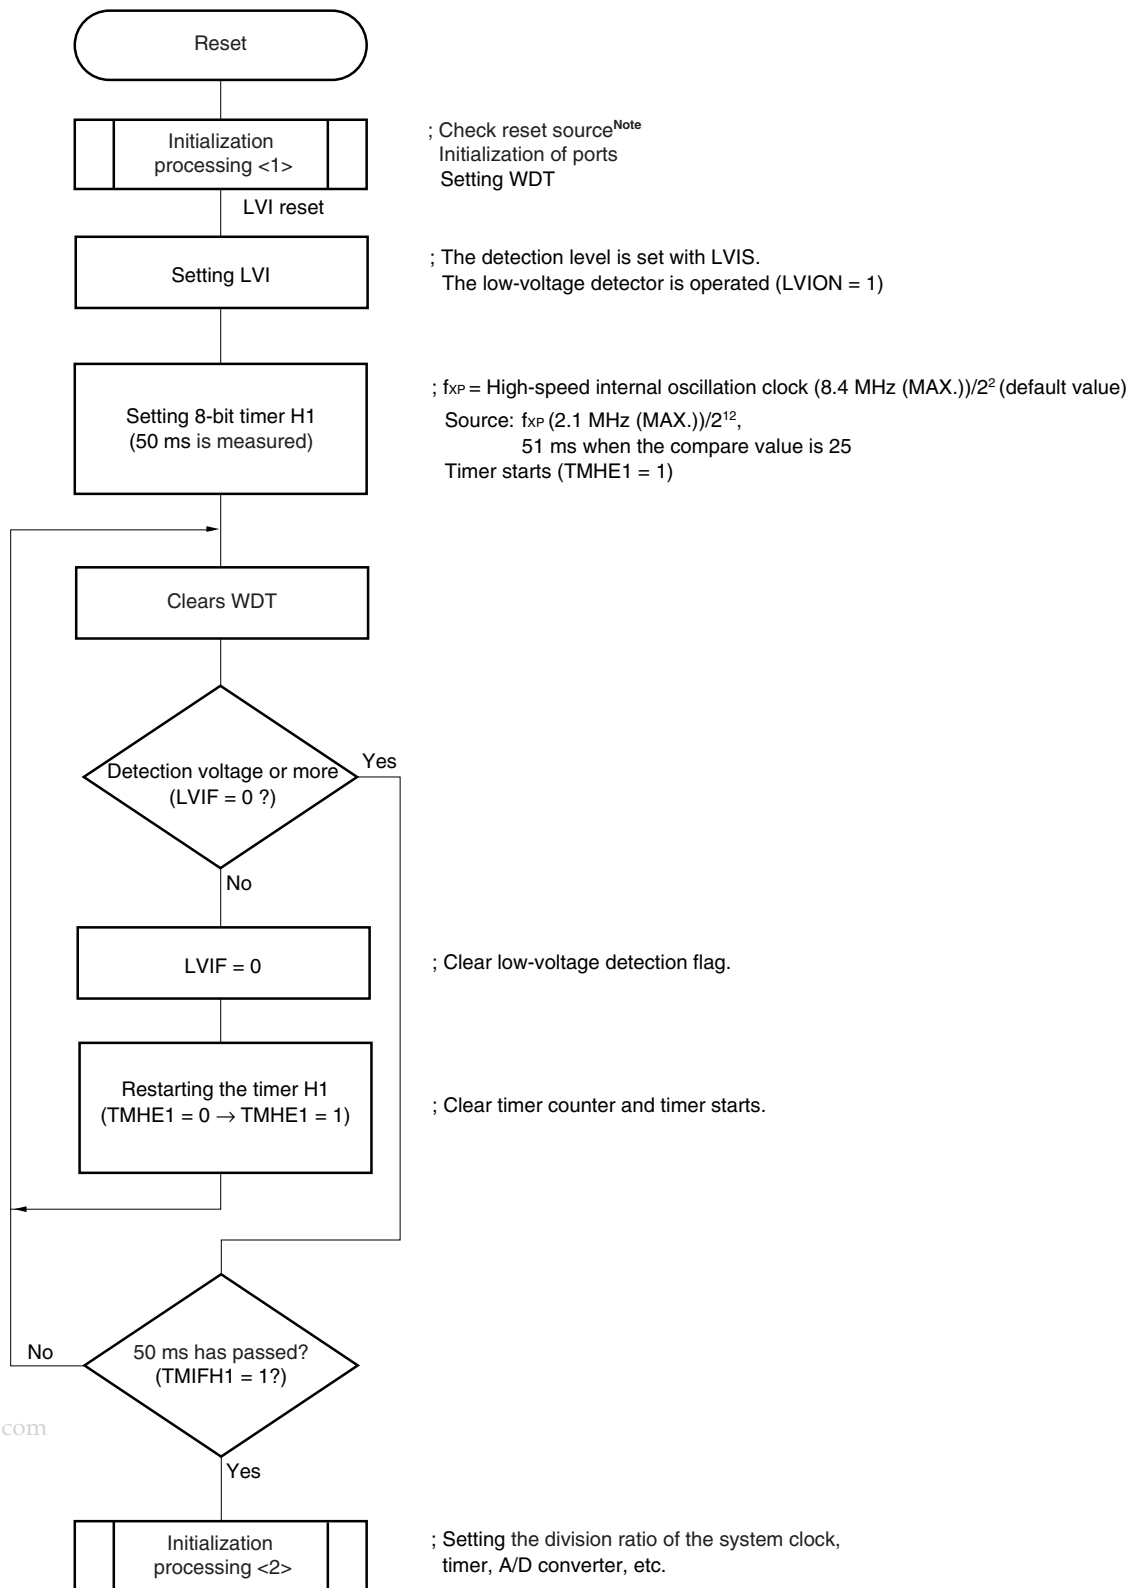 Reset
Initialization
processing <1>
; Check reset sourceNote
Initialization of ports
Setting WDT
LVI reset
Setting LVI
; The detection level is set with LVIS.
The low-voltage detector is operated (LVION = 1)
Setting 8-bit timer H1
(50 ms is measured)
; fXP = High-speed internal oscillation clock (8.4 MHz (MAX.))/2² (default value)
Source: fXP (2.1 MHz (MAX.))/2¹²,
51 ms when the compare value is 25
Timer starts (TMHE1 = 1)
Clears WDT
Detection voltage or more
(LVIF = 0 ?)
Yes
No
LVIF = 0
; Clear low-voltage detection flag.
Restarting the timer H1
(TMHE1 = 0 → TMHE1 = 1)
; Clear timer counter and timer starts.
50 ms has passed?
(TMIFH1 = 1?)
No
com
Yes
Initialization
processing <2>
; Setting the division ratio of the system clock,
timer, A/D converter, etc.